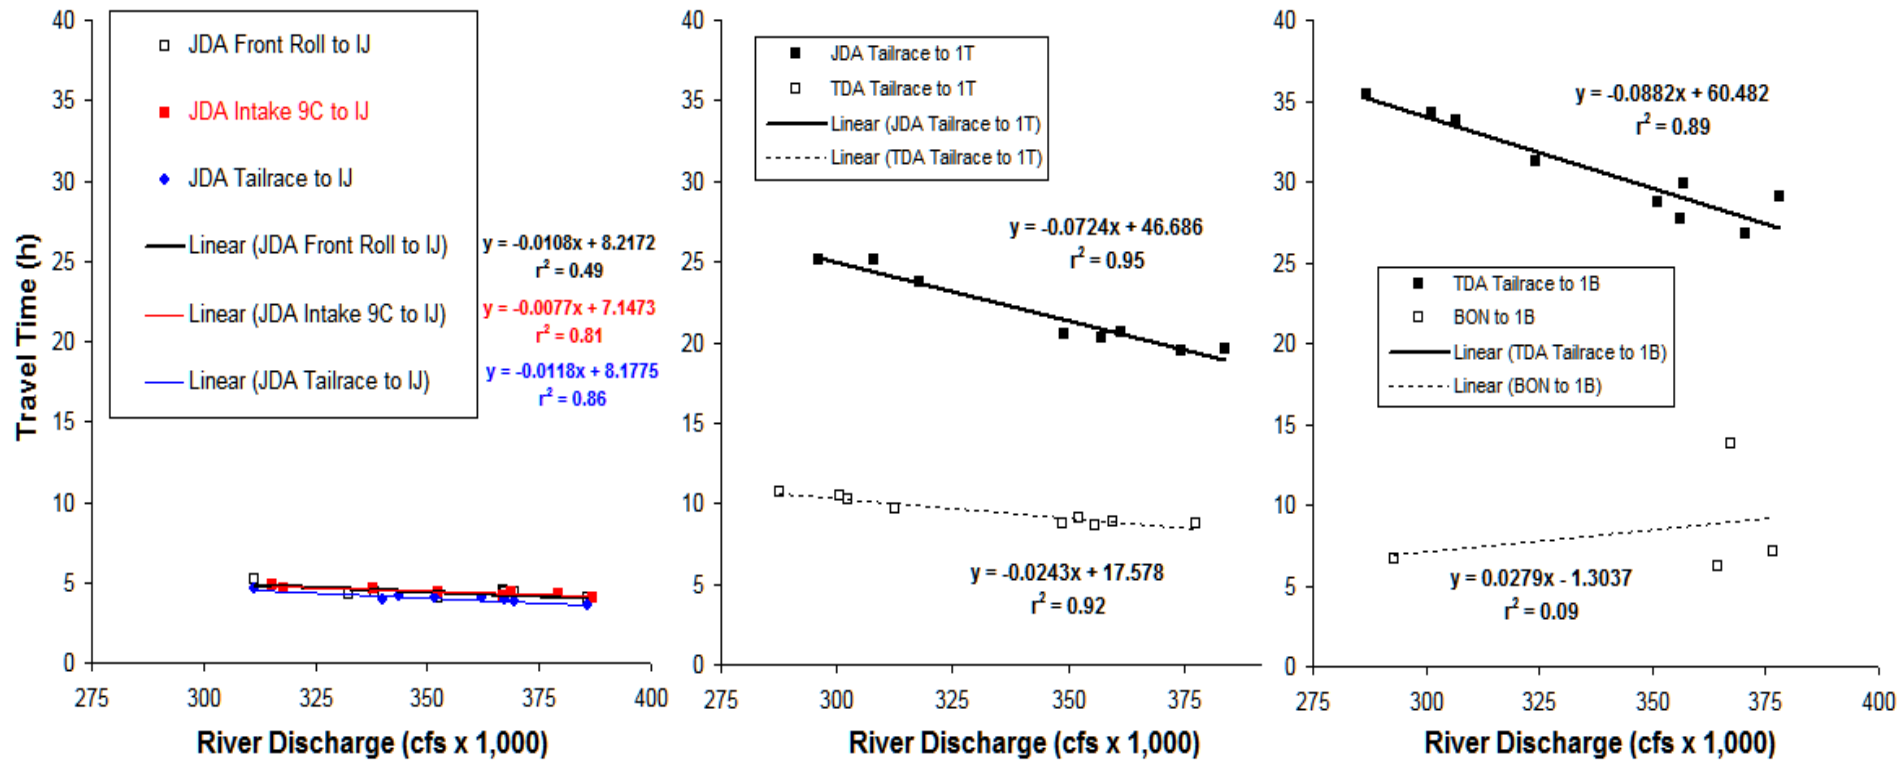 Travel Time (h)
40
35
30
25
20
15
10
5
0
JDA Front Roll to IJ
JDA Intake 9C to IJ
JDA Tailrace to IJ
Linear (JDA Front Roll to IJ)
Linear (JDA Intake 9C to IJ)
Linear (JDA Tailrace to IJ)
y = -0.0108x + 8.2172
r² = 0.49
y = -0.0077x + 7.1473
r² = 0.81
y = -0.0118x + 8.1775
r² = 0.86
275 300 325 350 375 400
River Discharge (cfs x 1,000)
40
35
30
25
20
15
10
5
0
JDA Tailrace to 1T
TDA Tailrace to 1T
Linear (JDA Tailrace to 1T)
Linear (TDA Tailrace to 1T)
y = -0.0724x + 46.686
r² = 0.95
y = -0.0243x + 17.578
r² = 0.92
275 300 325 350 375
River Discharge (cfs x 1,000)
40
35
30
25
20
15
10
5
0
y = -0.0882x + 60.482
r² = 0.89
TDA Tailrace to 1B
BON to 1B
Linear (TDA Tailrace to 1B)
Linear (BON to 1B)
y = 0.0279x - 1.3037
r² = 0.09
275 300 325 350 375 400
River Discharge (cfs x 1,000)